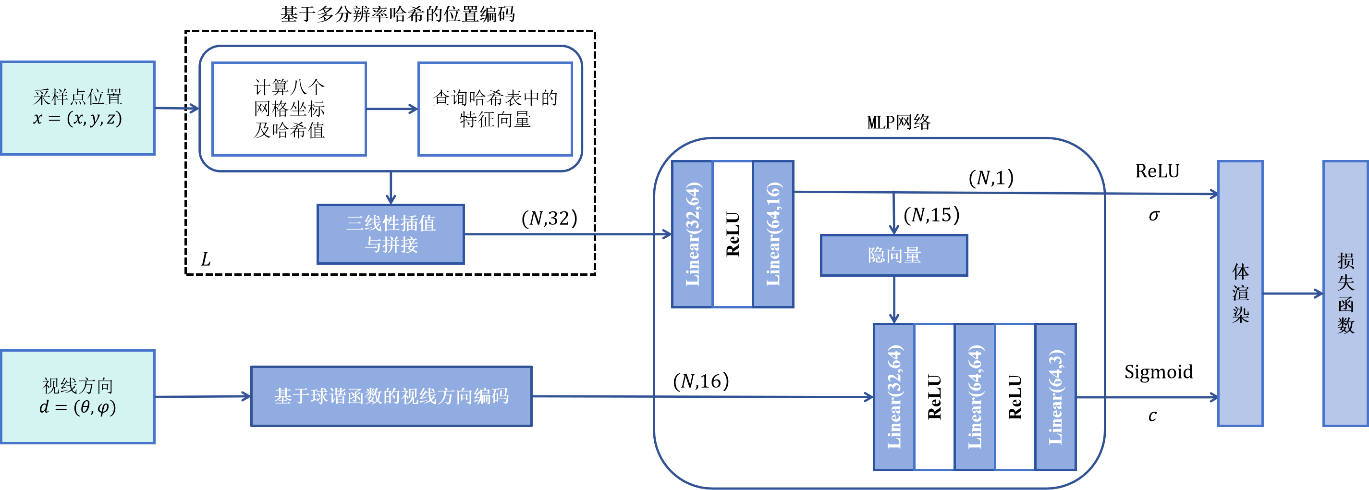 基于多分辨率哈希的位置编码
采样点位置
x = (x, y, z)
计算八个
网格坐标
及哈希值
查询哈希表中的
特征向量
三线性插值
与拼接
L
(N,32)
MLP网络
Linear(32,64)
ReLU
Linear(64,16)
(N,1)
(N,15)
隐向量
ReLU
σ
视线方向
d = (θ, φ)
基于球谐函数的视线方向编码
(N,16)
Linear(32,64)
ReLU
Linear(64,64)
ReLU
Linear(64,3)
Sigmoid
c
体渲染
损失函数